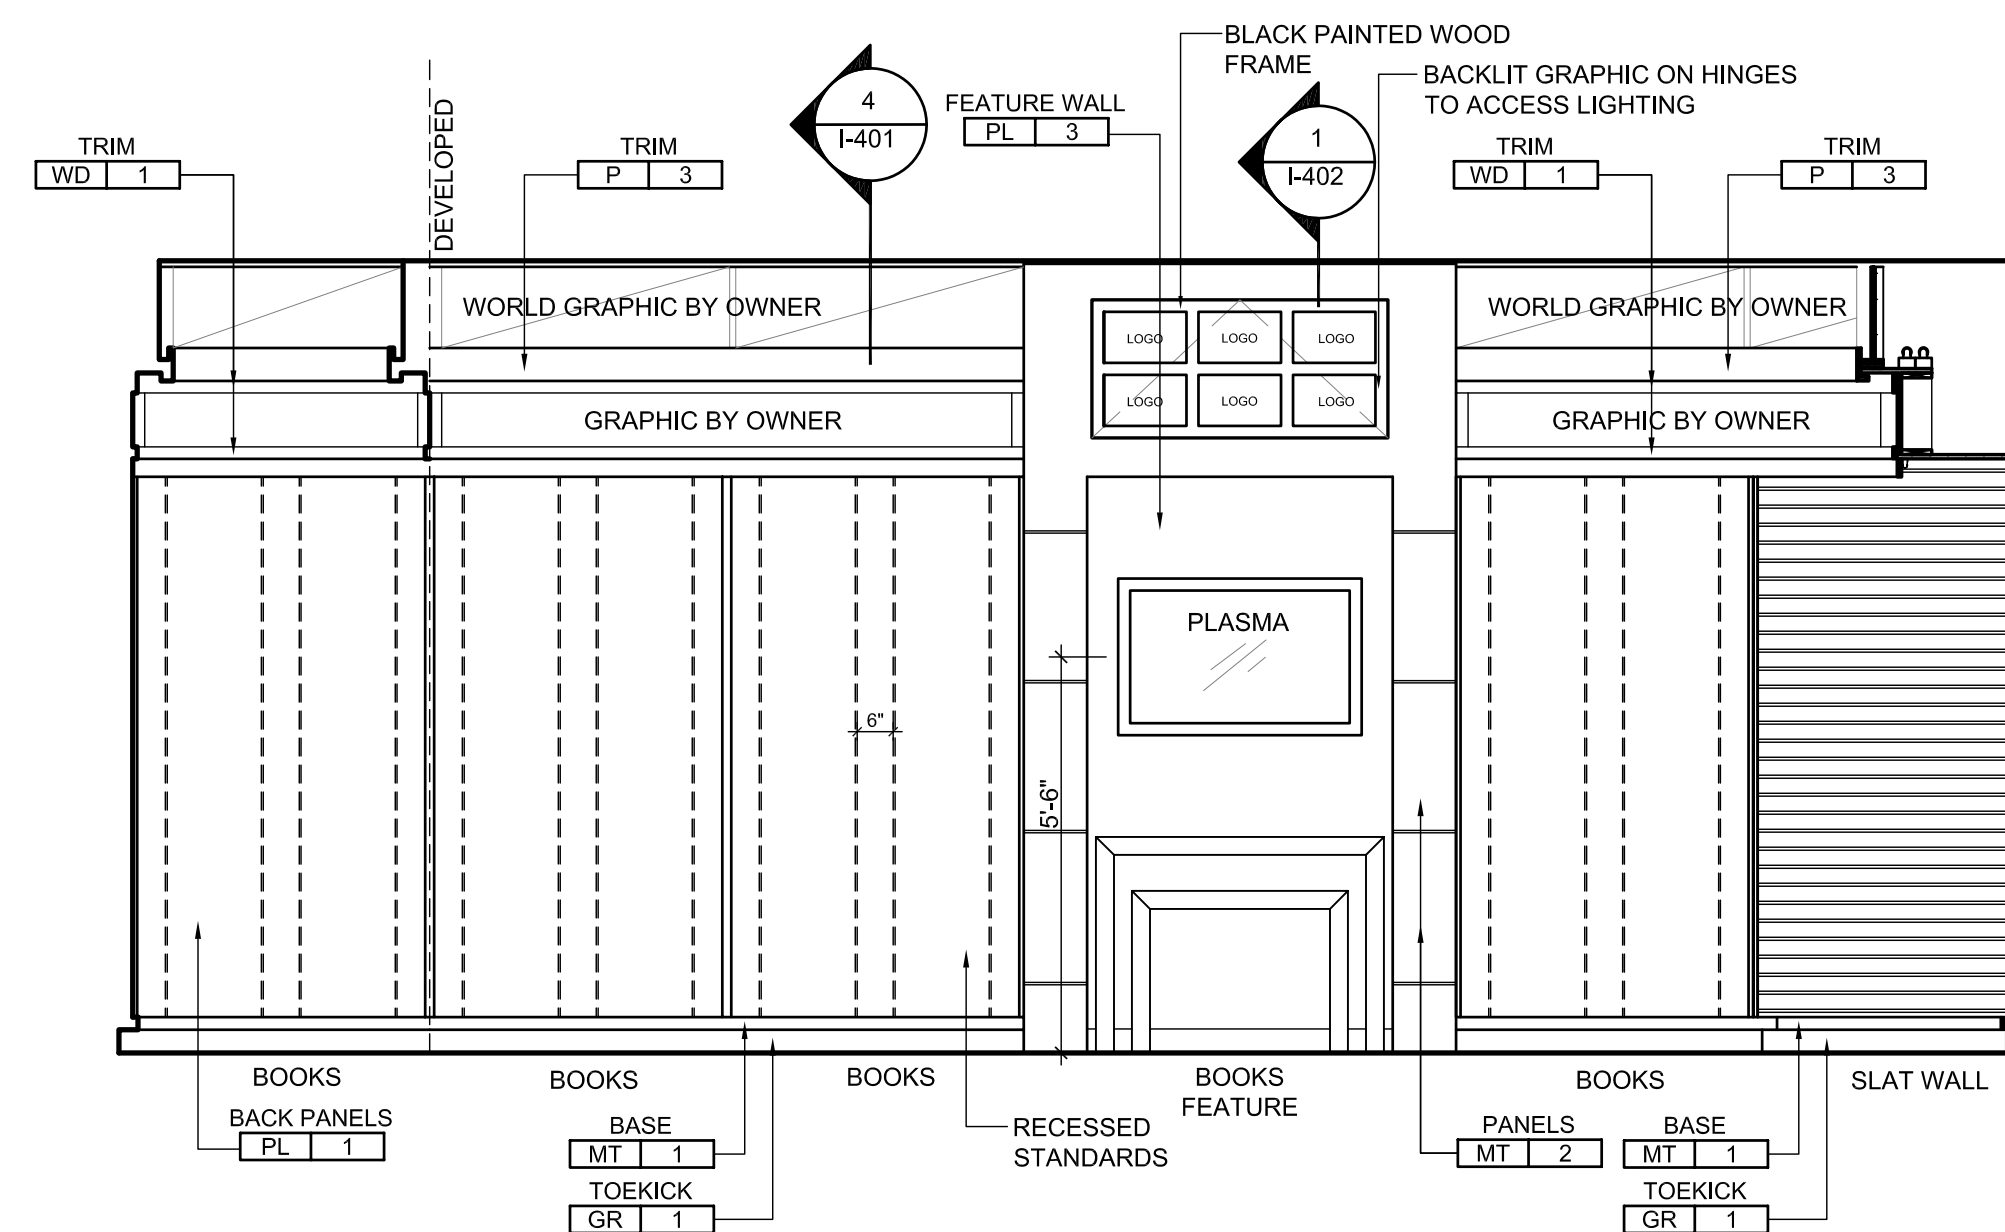 BLACK PAINTED WOOD
FRAME
BACKLIT GRAPHIC ON HINGES
TO ACCESS LIGHTING
4
I-401
FEATURE WALL
PL 3
1
I-402
DEVELOPED
TRIM
WD 1
TRIM
P 3
TRIM
WD 1
TRIM
P 3
WORLD GRAPHIC BY OWNER
WORLD GRAPHIC BY OWNER
LOGO LOGO LOGO
LOGO LOGO LOGO
GRAPHIC BY OWNER
GRAPHIC BY OWNER
PLASMA
6"
5'-6"
BOOKS
BOOKS
BOOKS
BOOKS
FEATURE
BOOKS
SLAT WALL
BACK PANELS
PL 1
BASE
MT 1
TOEKICK
GR 1
RECESSED
STANDARDS
PANELS
MT 2
BASE
MT 1
TOEKICK
GR 1